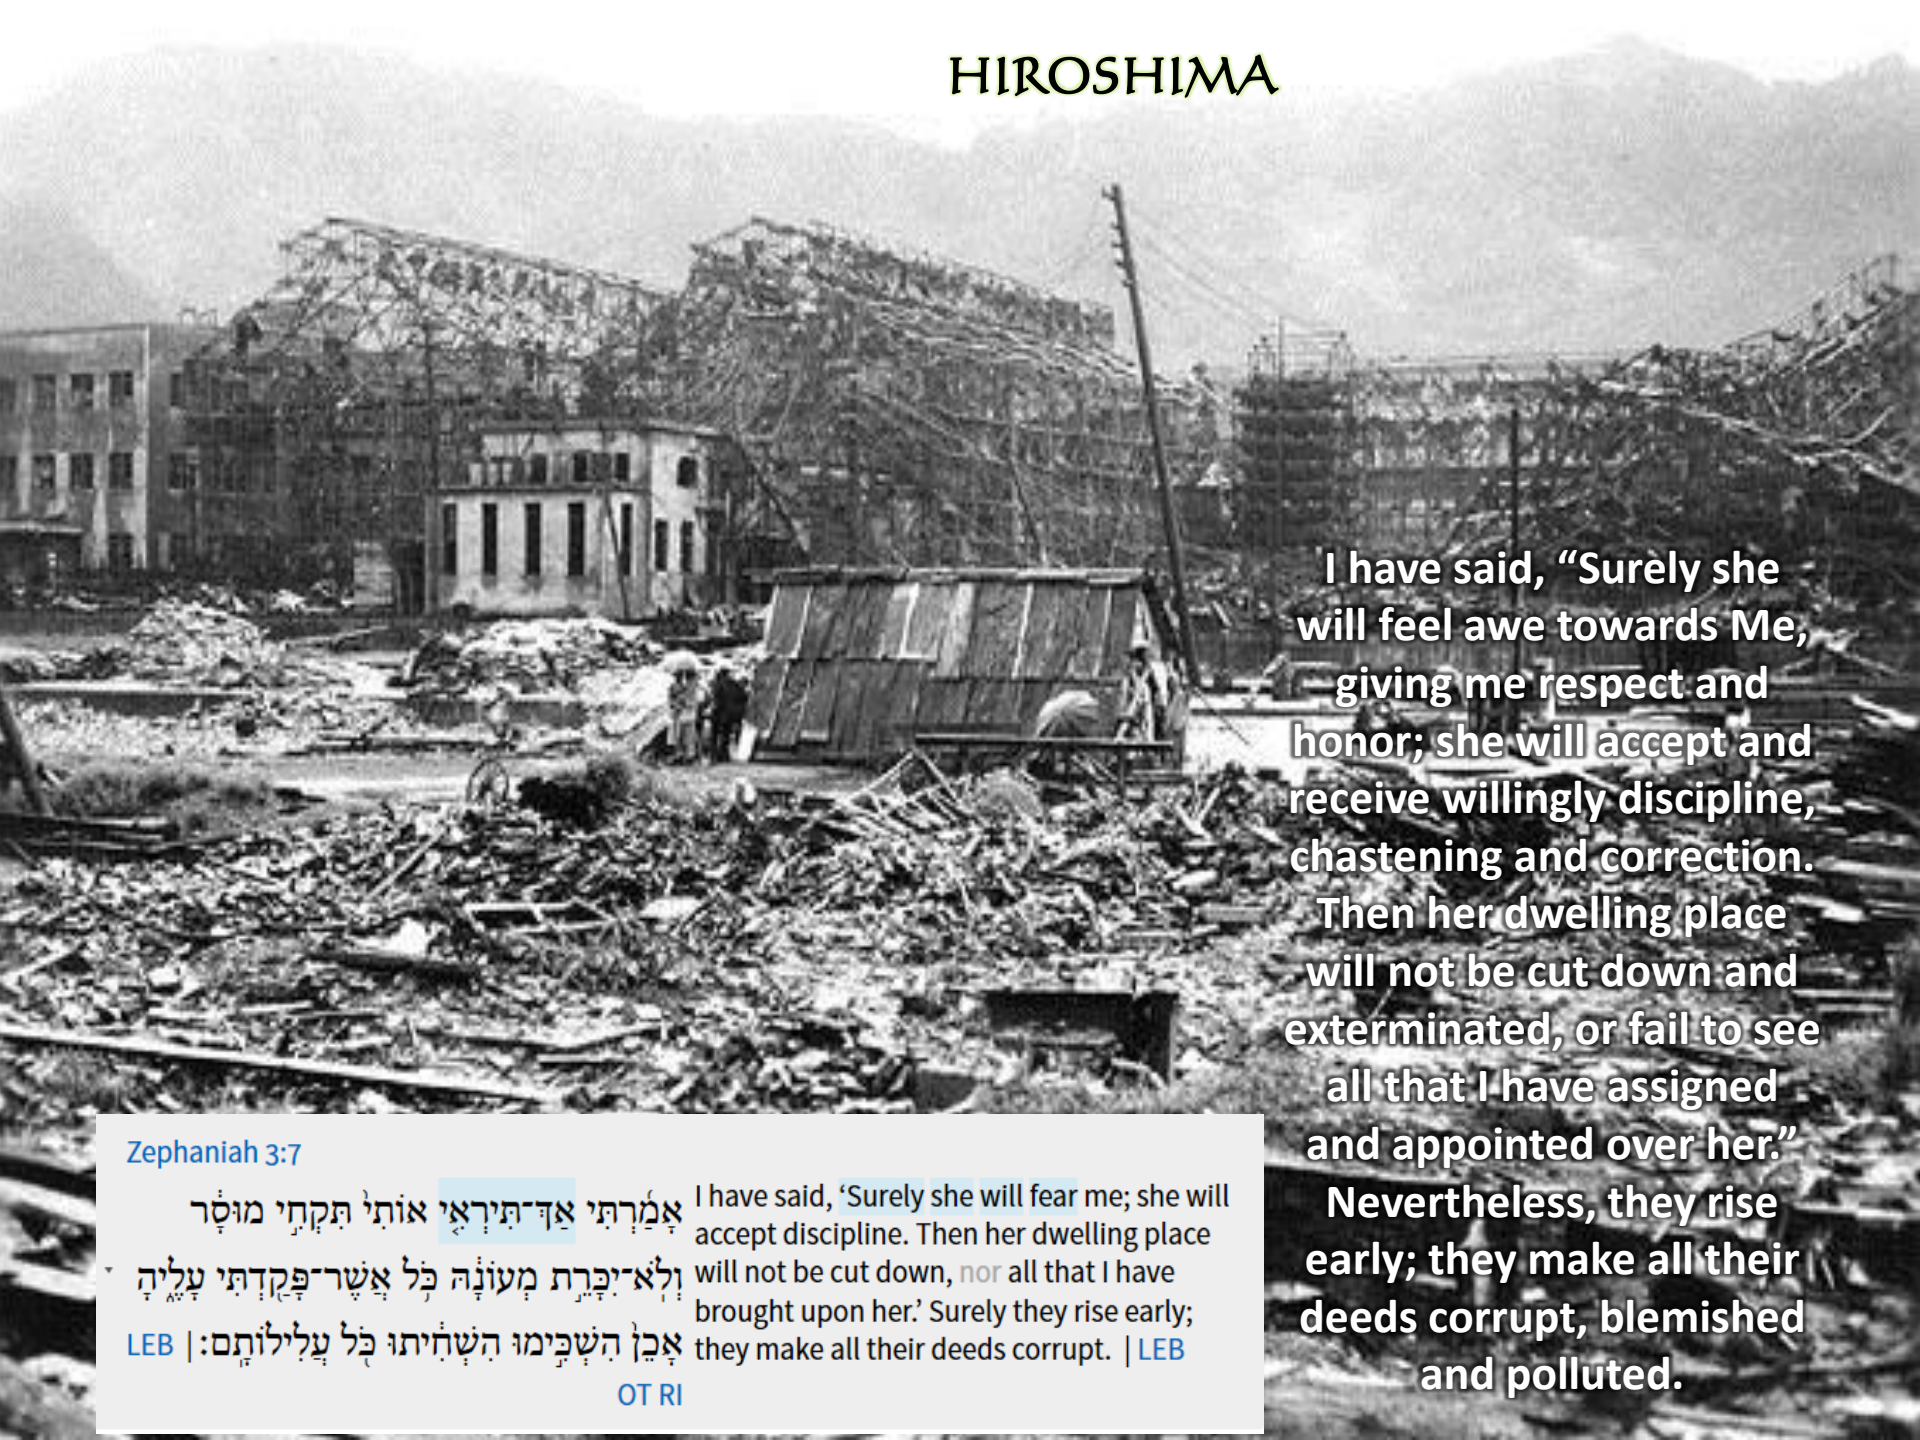 HIROSHIMA
I have said, “Surely she
will feel awe towards Me,
giving me respect and
honor; she will accept and
receive willingly discipline,
chastening and correction.
Then her dwelling place
will not be cut down and
exterminated, or fail to see
all that I have assigned
and appointed over her.”
Nevertheless, they rise
early; they make all their
deeds corrupt, blemished
and polluted.
Zephaniah 3:7
אָמַ֜רְתִּי אַךְ־תִּירְאִ֤י אוֹתִי֙ תִּקְחִ֣י מוּסָ֔ר
וְלֹֽא־יִכָּרֵ֣ת מְעוֹנָ֔הּ כֹּ֥ל אֲשֶׁר־פָּקַ֖דְתִּי עָלֶ֑יהָ
אָכֵן֙ הִשְׁכִּ֣ימוּ הִשְׁחִ֔יתוּ כֹּ֖ל עֲלִילוֹתָֽם׃ | LEB
OT RI
I have said, ‘Surely she will fear me; she will
accept discipline. Then her dwelling place
will not be cut down, nor all that I have
brought upon her.’ Surely they rise early;
they make all their deeds corrupt. | LEB